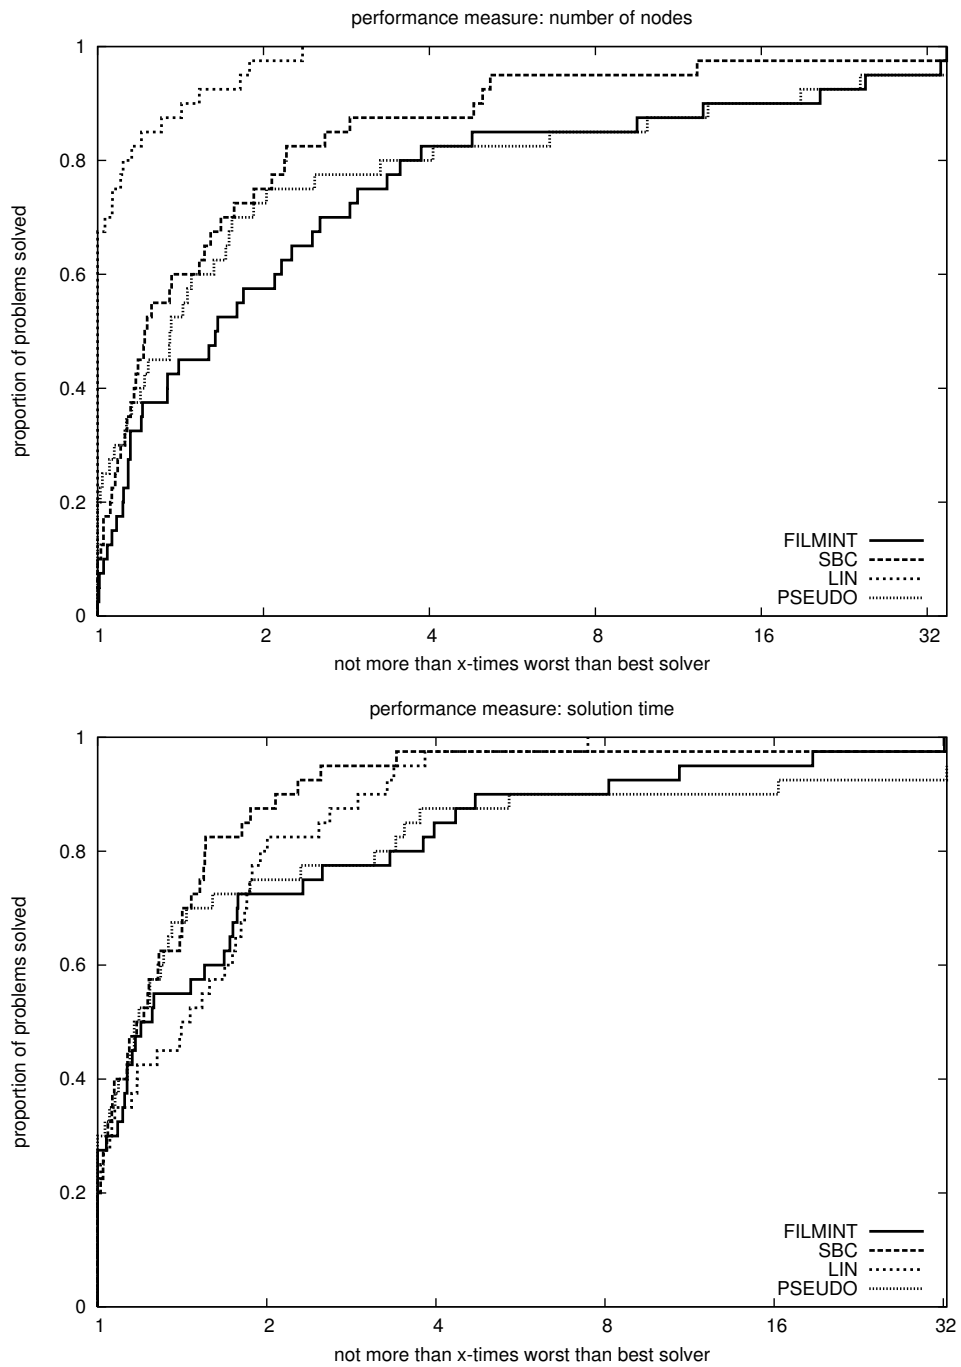 performance measure: number of nodes
1
0.8
0.6
0.4
0.2
0
proportion of problems solved
FILMINT
SBC
LIN
PSEUDO
1 2 4 8 16 32
not more than x-times worst than best solver
performance measure: solution time
1
0.8
0.6
0.4
0.2
0
proportion of problems solved
FILMINT
SBC
LIN
PSEUDO
1 2 4 8 16 32
not more than x-times worst than best solver